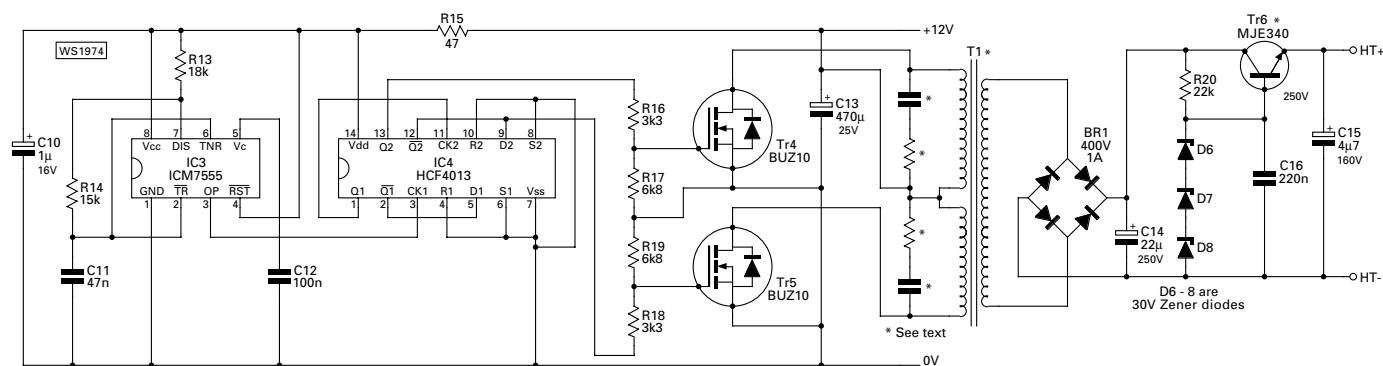 WS1974
R13
18k
R15
47
+12V
T1 *
Tr6 *
MJE340
HT+
R20
22k
250V
C10
1µ
16V
8 7 6 5
Vcc DIS TNR Vc
IC3
ICM7555
GND TR OP RST
1 2 3 4
R14
15k
C11
47n
C12
100n
14 13 12 11 10 9 8
Vdd Q2 Q2 CK2 R2 D2 S2
IC4
HCF4013
Q1 Q1 CK1 R1 D1 S1 Vss
1 2 3 4 5 6 7
R16
3k3
R17
6k8
R19
6k8
R18
3k3
Tr4
BUZ10
Tr5
BUZ10
C13
470µ
25V
*
*
*
*
* See text
0V
BR1
400V
1A
C14
22µ
250V
D6
D7
D8
C16
220n
C15
4µ7
160V
HT-
D6 - 8 are
30V Zener diodes